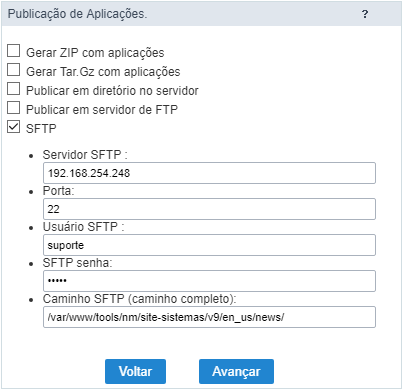 Publicação de Aplicações. ?
Gerar ZIP com aplicações
Gerar Tar.Gz com aplicações
Publicar em diretório no servidor
Publicar em servidor de FTP
SFTP
Servidor SFTP :
192.168.254.248
Porta:
22
Usuário SFTP :
suporte
SFTP senha:
•••••
Caminho SFTP (caminho completo):
/var/www/tools/nm/site-sistemas/v9/en_us/news/
Voltar Avançar